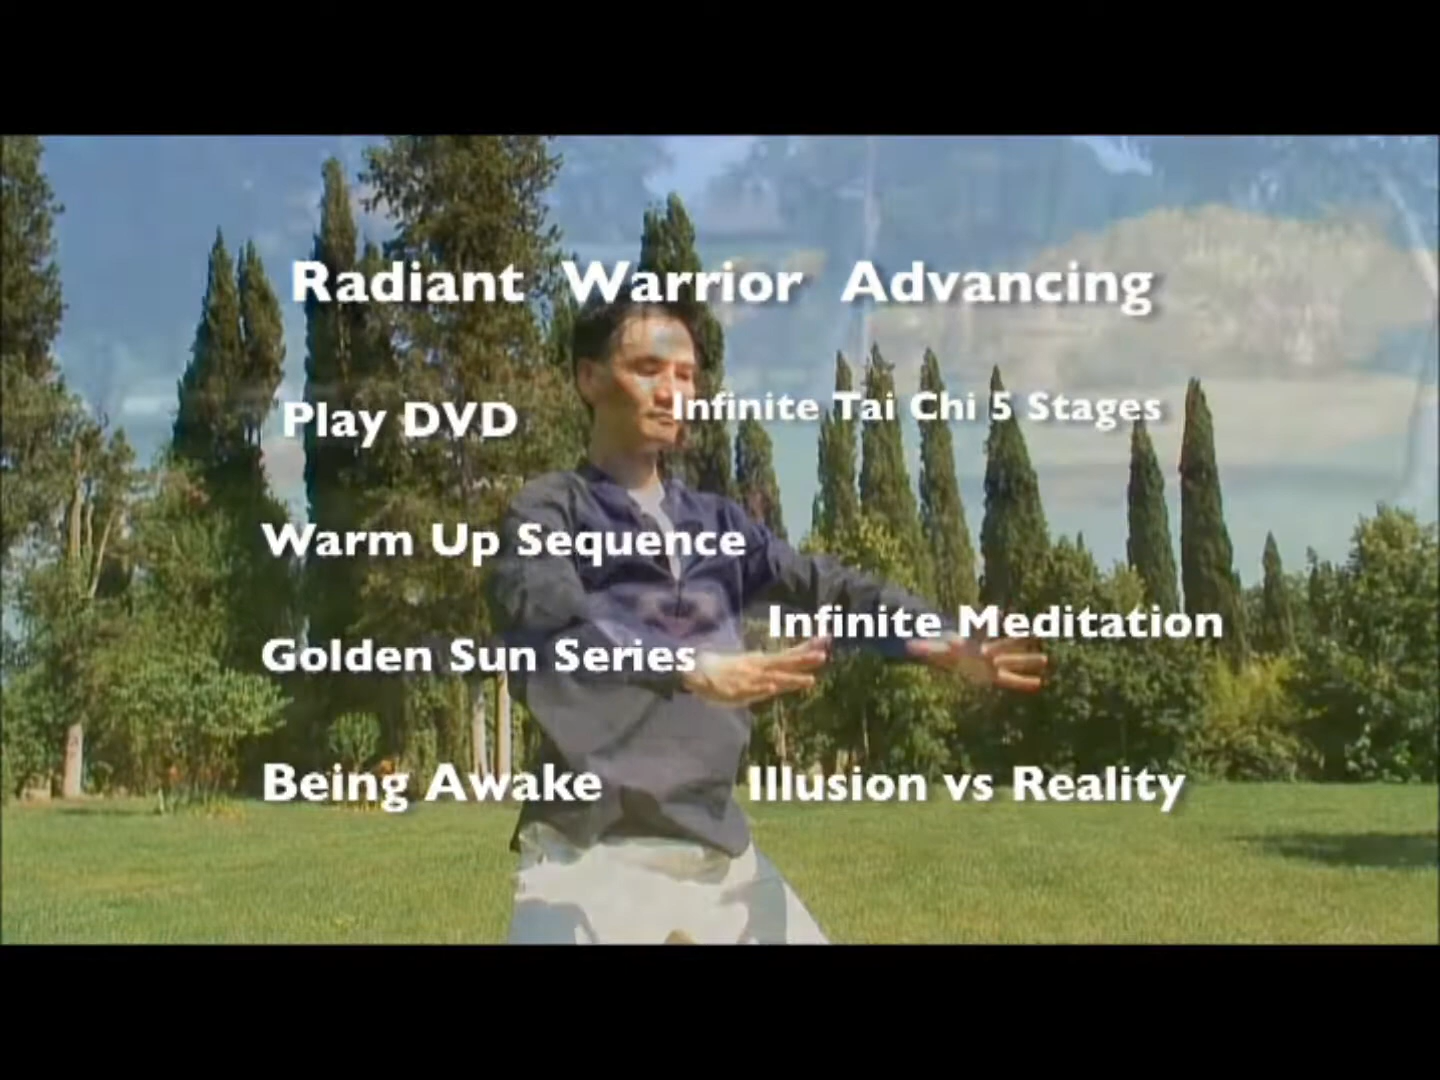 Radiant Warrior Advancing
Play DVD
Infinite Tai Chi 5 Stages
Warm Up Sequence
Infinite Meditation
Golden Sun Series
Being Awake
Illusion vs Reality